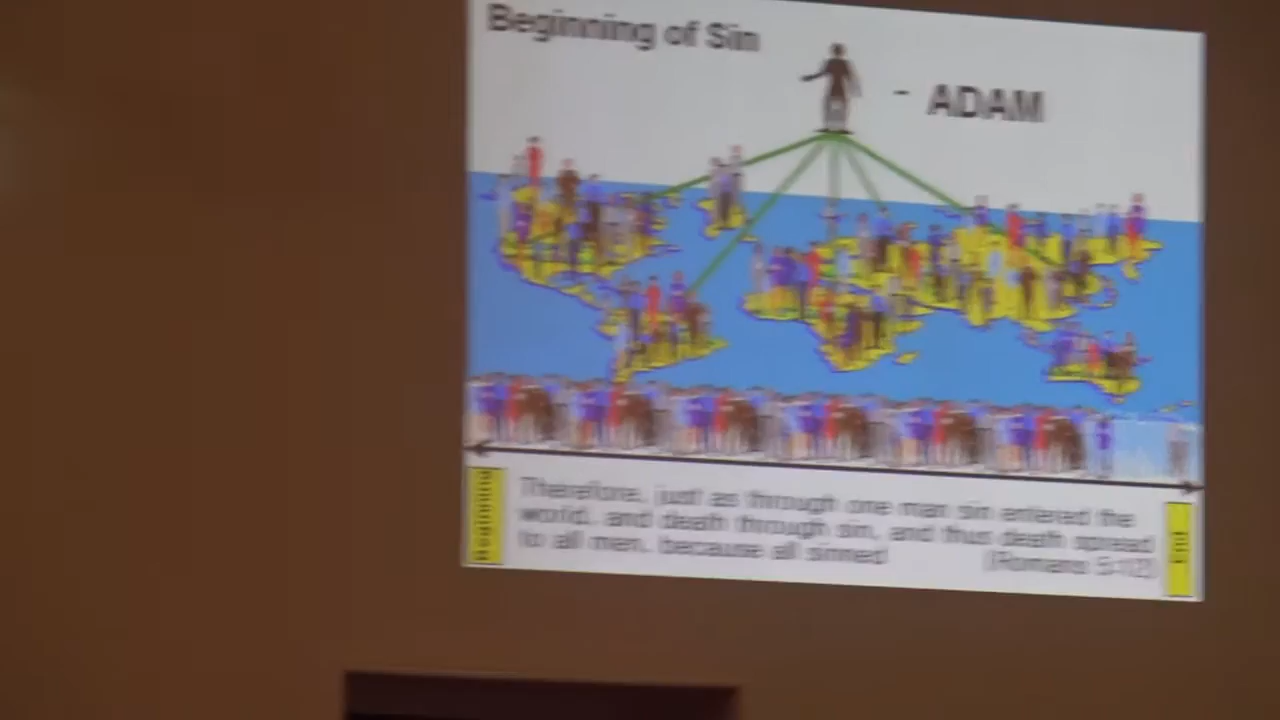 Beginning of Sin
- ADAM
Therefore, just as through one man sin entered the
world, and death through sin, and thus death spread
to all men, because all sinned (Romans 5:12)